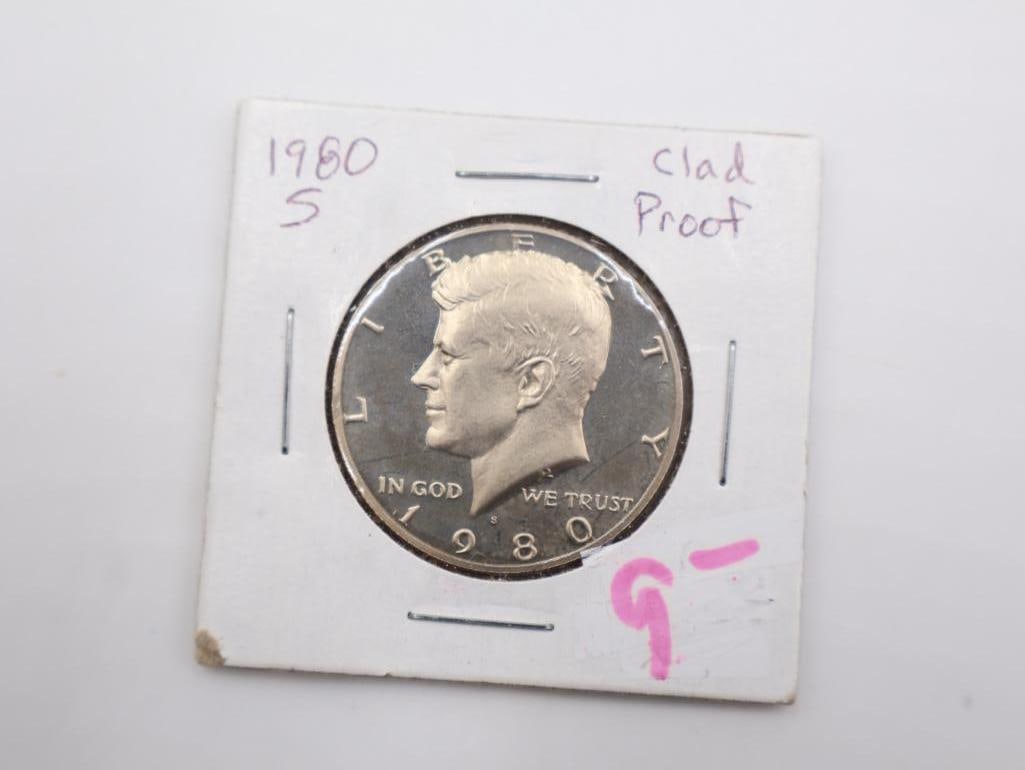 1980
S
Clad
Proof
LIBERTY
IN GOD WE TRUST
S
1980
9-